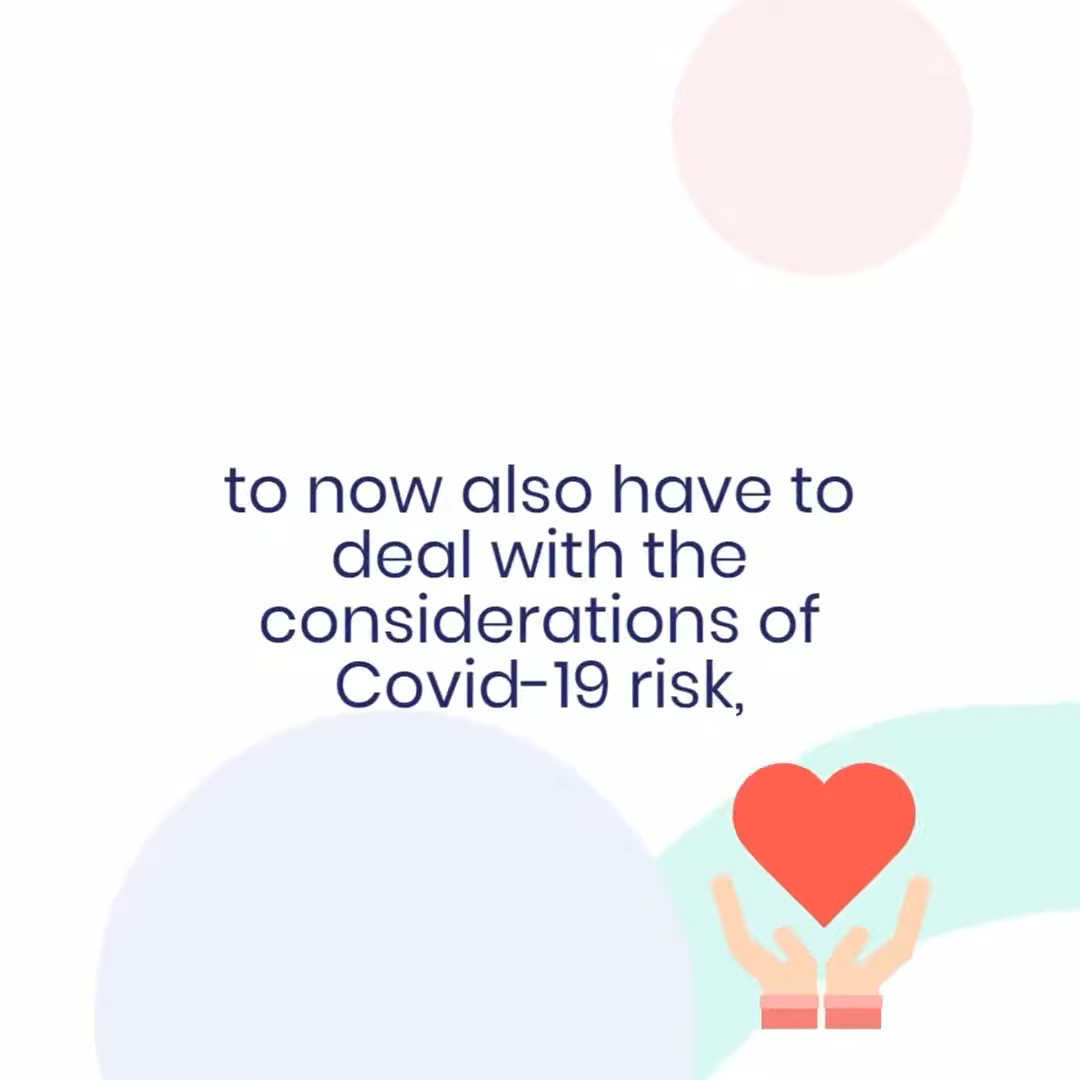 to now also have to
deal with the
considerations of
Covid-19 risk,